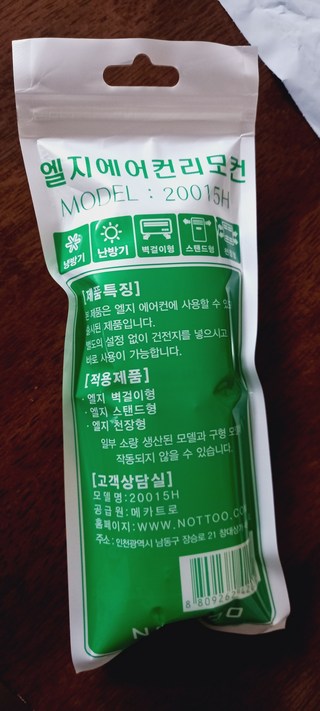 엘지에어컨리모컨
MODEL : 20015H
냉방기 난방기 벽걸이형 스탠드형
[제품특징]
본 제품은 엘지 에어컨에 사용할 수 있
출시된 제품입니다.
별도의 설정 없이 건전지를 넣으시고
바로 사용이 가능합니다.
[적용제품]
· 엘지 벽걸이형
· 엘지 스탠드형
· 엘지 천장형
일부 소량 생산된 모델과 구형 모
작동되지 않을 수 있습니다.
[고객상담실]
모델명:20015H
공급원:메카트로
홈페이지:WWW.NOTTOO.CO
주소:인천광역시 남동구 장승로 21
8 809262